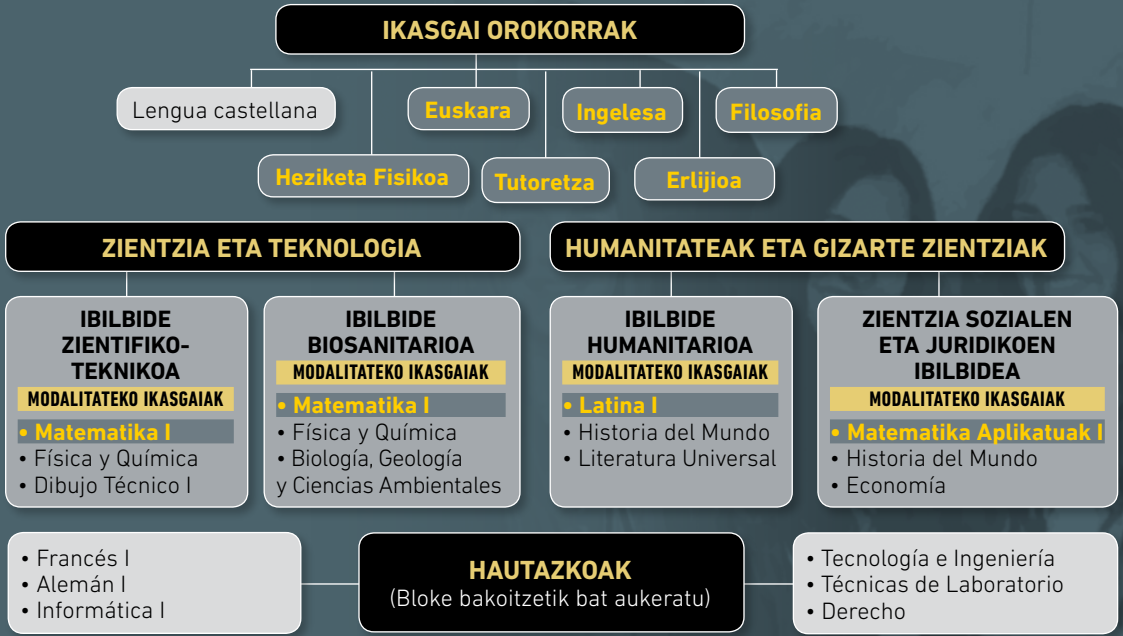 IKASGAI OROKORRAK
Lengua castellana
Euskara
Ingelesa
Filosofia
Heziketa Fisikoa
Tutoretza
Erlijioa
ZIENTZIA ETA TEKNOLOGIA
HUMANITATEAK ETA GIZARTE ZIENTZIAK
IBILBIDE
ZIENTIFIKO-
TEKNIKOA
MODALITATEKO IKASGAIAK
• Matematika I
• Física y Química
• Dibujo Técnico I
IBILBIDE
BIOSANITARIOA
MODALITATEKO IKASGAIAK
• Matematika I
• Física y Química
• Biología, Geología
y Ciencias Ambientales
IBILBIDE
HUMANITARIOA
MODALITATEKO IKASGAIAK
• Latina I
• Historia del Mundo
• Literatura Universal
ZIENTZIA SOZIALEN
ETA JURIDIKOEN
IBILBIDEA
MODALITATEKO IKASGAIAK
• Matematika Aplikatuak I
• Historia del Mundo
• Economía
• Francés I
• Alemán I
• Informática I
HAUTAZKOAK
(Bloke bakoitzetik bat aukeratu)
• Tecnología e Ingeniería
• Técnicas de Laboratorio
• Derecho